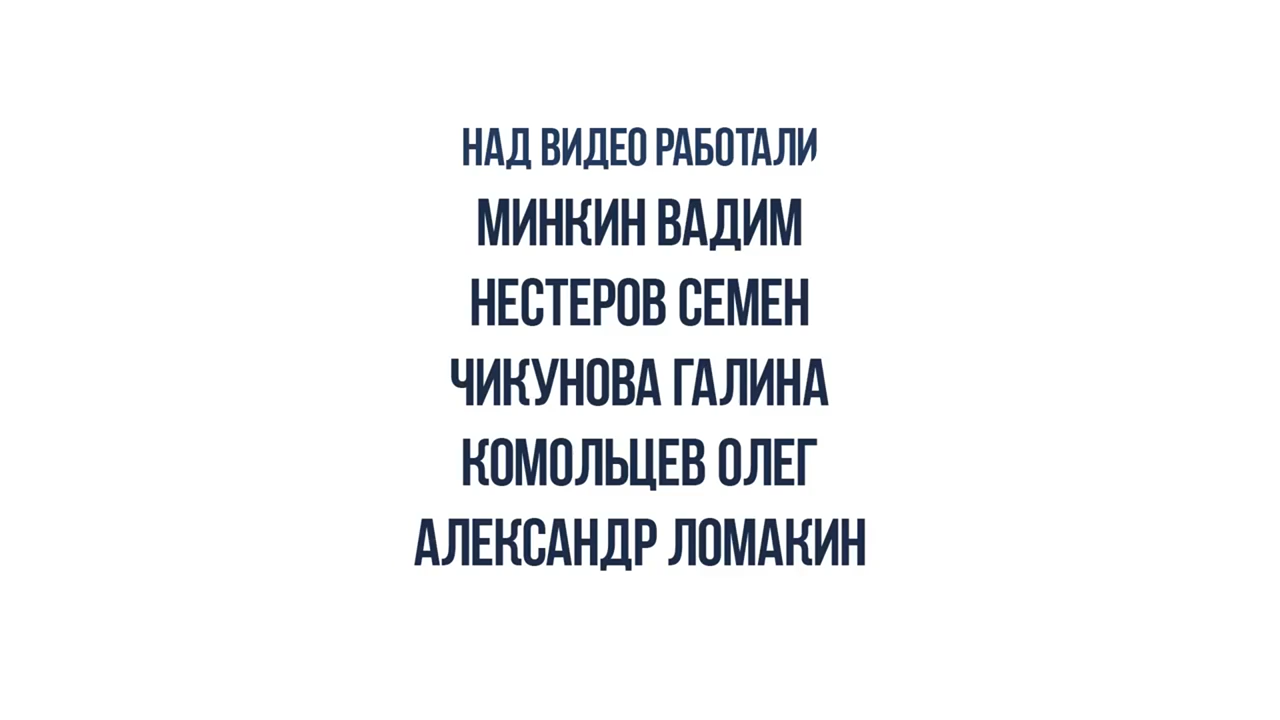 НАД ВИДЕО РАБОТАЛИ
МИНКИН ВАДИМ
НЕСТЕРОВ СЕМЕН
ЧИКУНОВА ГАЛИНА
КОМОЛЬЦЕВ ОЛЕГ
АЛЕКСАНДР ЛОМАКИН